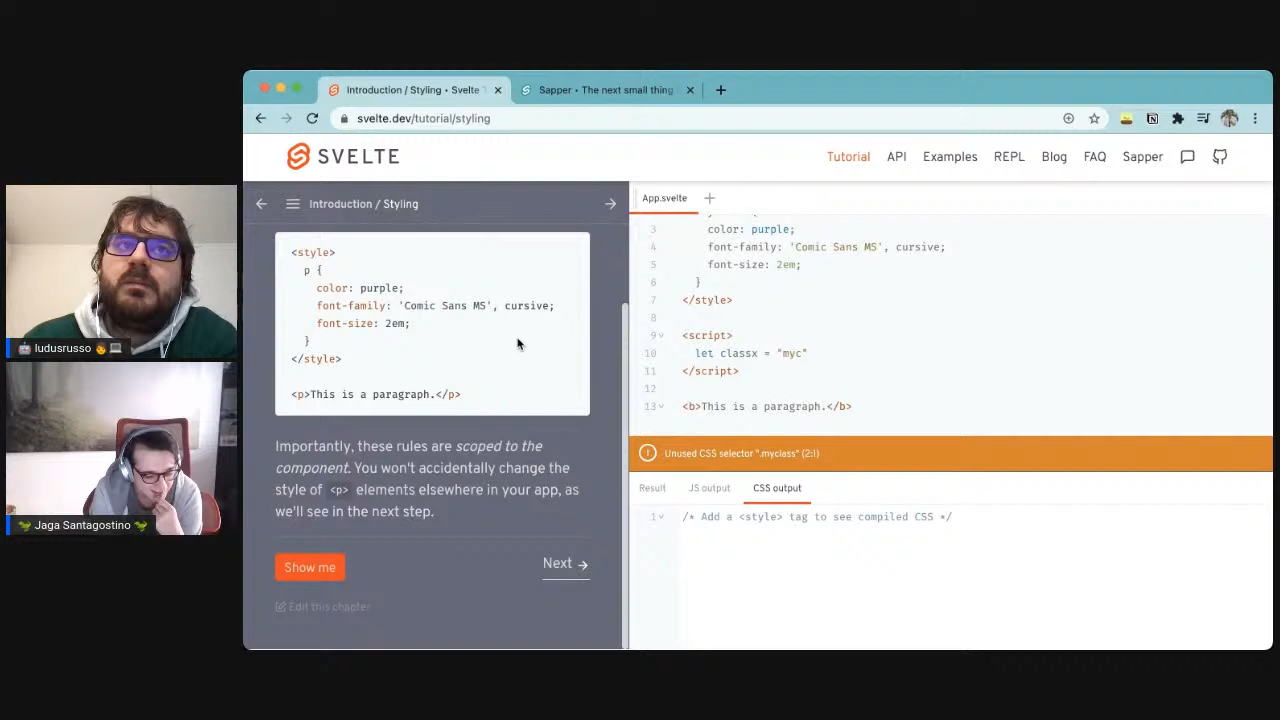 Introduction / Styling • Svelte T
Sapper • The next small thing
svelte.dev/tutorial/styling
SVELTE
Tutorial API Examples REPL Blog FAQ Sapper
Introduction / Styling
<style>
p {
color: purple;
font-family: 'Comic Sans MS', cursive;
font-size: 2em;
}
</style>
<p>This is a paragraph.</p>
Importantly, these rules are scoped to the
component. You won't accidentally change the
style of <p> elements elsewhere in your app, as
we'll see in the next step.
Show me
Next
Edit this chapter
App.svelte
3 color: purple;
4 font-family: 'Comic Sans MS', cursive;
5 font-size: 2em;
6 }
7 </style>
8
9 <script>
10 let classx = "myc"
11 </script>
12
13 <b>This is a paragraph.</b>
Unused CSS selector ".myclass" (2:1)
Result JS output CSS output
1 /* Add a <style> tag to see compiled CSS */
ludusrusso
Jaga Santagostino